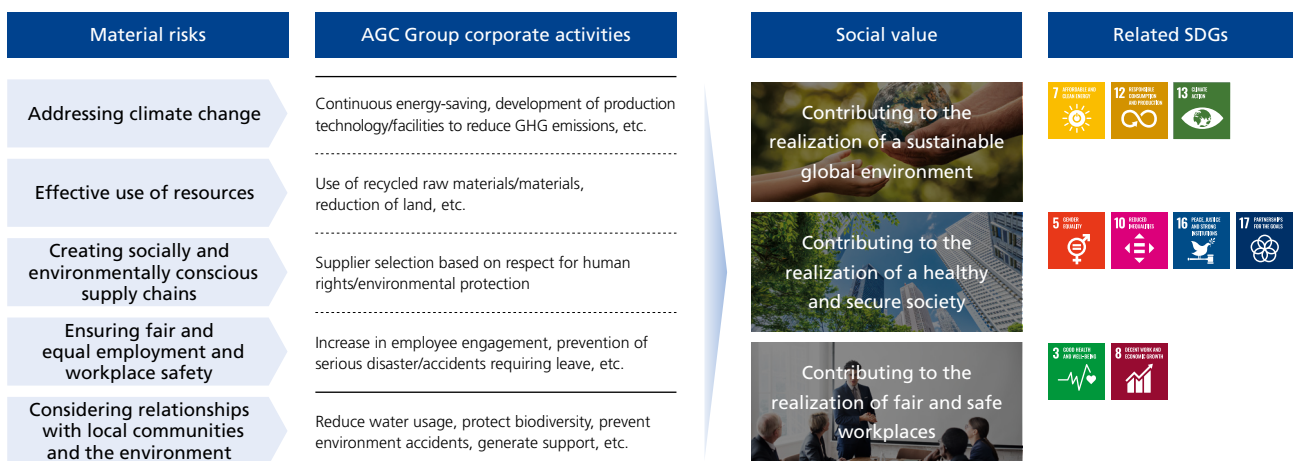 Material risks
AGC Group corporate activities
Social value
Related SDGs
Addressing climate change
Continuous energy-saving, development of production
technology/facilities to reduce GHG emissions, etc.
Effective use of resources
Use of recycled raw materials/materials,
reduction of land, etc.
Creating socially and
environmentally conscious
supply chains
Supplier selection based on respect for human
rights/environmental protection
Ensuring fair and
equal employment and
workplace safety
Increase in employee engagement, prevention of
serious disaster/accidents requiring leave, etc.
Considering relationships
with local communities
and the environment
Reduce water usage, protect biodiversity, prevent
environment accidents, generate support, etc.
Contributing to the
realization of a sustainable
global environment
7 AFFORDABLE AND
CLEAN ENERGY
12 RESPONSIBLE
CONSUMPTION
AND PRODUCTION
13 CLIMATE
ACTION
Contributing to the
realization of a healthy
and secure society
5 GENDER
EQUALITY
10 REDUCED
INEQUALITIES
16 PEACE, JUSTICE
AND STRONG
INSTITUTIONS
17 PARTNERSHIPS
FOR THE GOALS
Contributing to the
realization of fair and safe
workplaces
3 GOOD HEALTH
AND WELL-BEING
8 DECENT WORK AND
ECONOMIC GROWTH